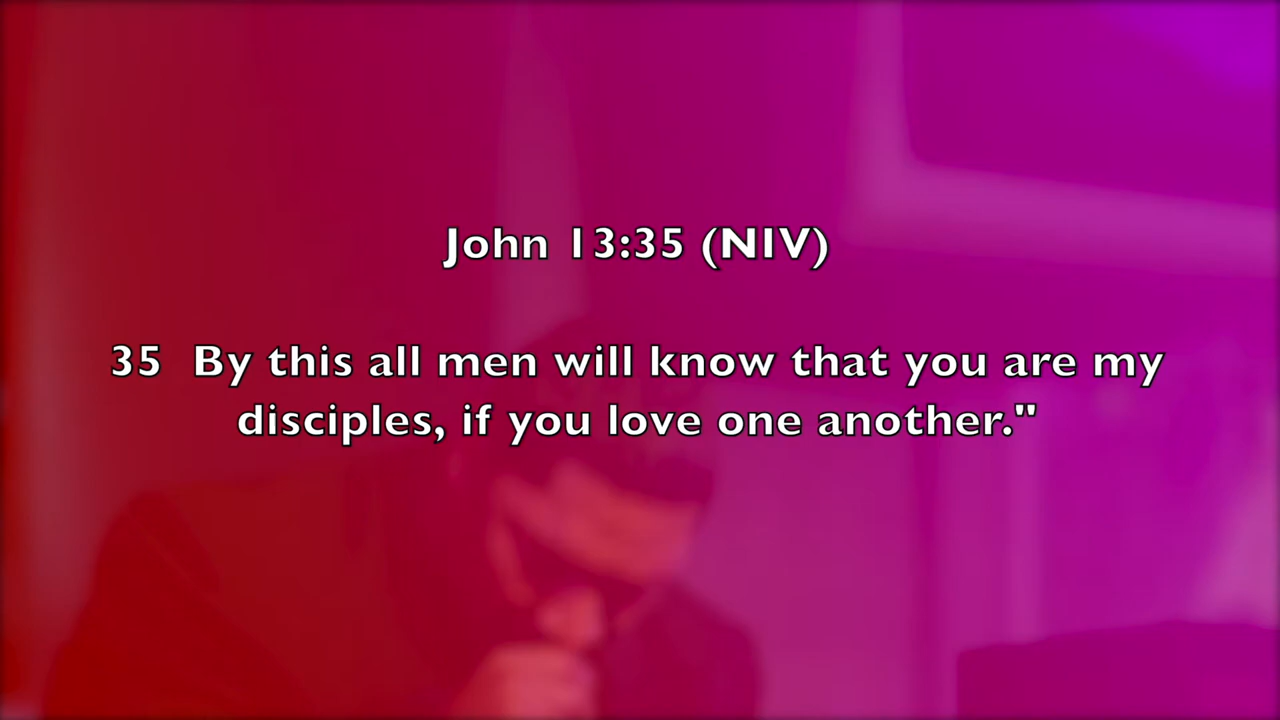 John 13:35 (NIV)
35 By this all men will know that you are my
disciples, if you love one another."